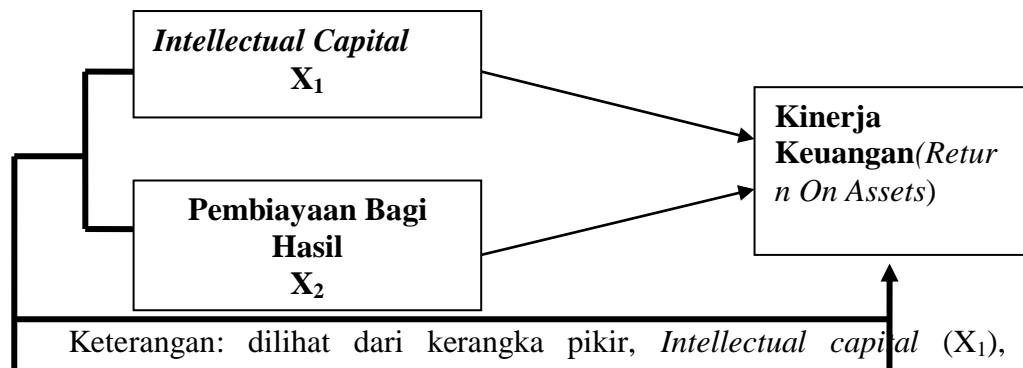 Intellectual Capital
X₁
Pembiayaan Bagi
Hasil
X₂
Kinerja
Keuangan(Retur
n On Assets)
Keterangan: dilihat dari kerangka pikir, Intellectual capital (X₁),